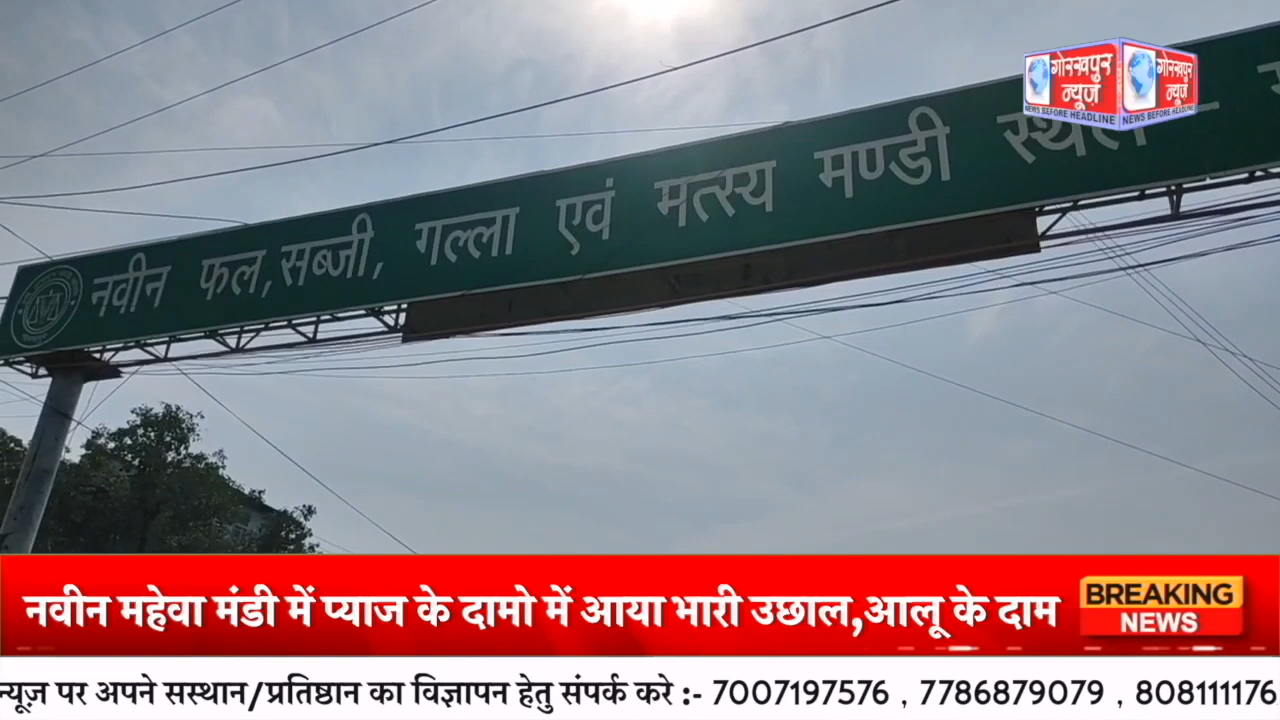 गोरखपुर न्यूज़ गोरखपुर न्यूज़
NEWS BEFORE HEADLINE NEWS BEFORE HEADLINE
नवीन फल,सब्जी, गल्ला एवं मत्स्य मण्डी स्थल
नवीन महेवा मंडी में प्याज के दामो में आया भारी उछाल,आलू के दाम
BREAKING
NEWS
न्यूज़ पर अपने सस्थान/प्रतिष्ठान का विज्ञापन हेतु संपर्क करे :- 7007197576 , 7786879079 , 808111176